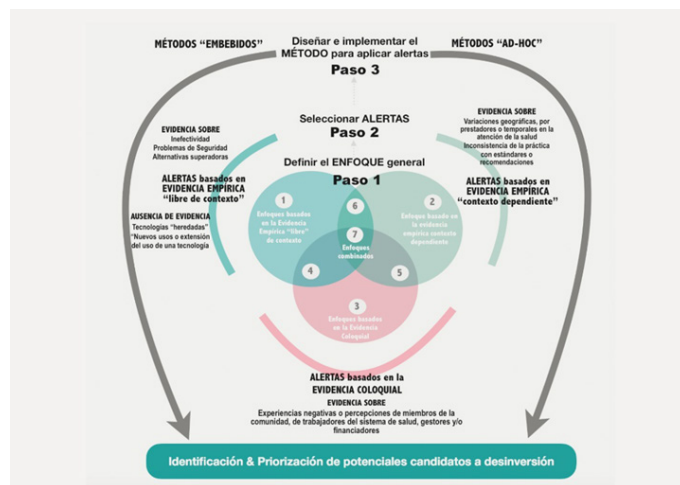 MÉTODOS “EMBEBIDOS”
Diseñar e implementar el
MÉTODO para aplicar alertas
Paso 3
MÉTODOS “AD-HOC”
Seleccionar ALERTAS
Paso 2
Definir el ENFOQUE general
Paso 1
EVIDENCIA SOBRE
Inefectividad
Problemas de Seguridad
Alternativas superadoras
ALERTAS basados en
EVIDENCIA EMPÍRICA
“libre de contexto”
AUSENCIA DE EVIDENCIA
Tecnologías “heredadas”
“Nuevos usos o extensión
del uso de una tecnología
EVIDENCIA SOBRE
Variaciones geográficas, por
prestadores o temporales en la
atención de la salud
Inconsistencia de la práctica
con estándares o
recomendaciones
ALERTAS basados en
EVIDENCIA EMPÍRICA
“contexto dependiente”
1
Enfoques basados
en la Evidencia
Empírica “libre”
de contexto
6
2
Enfoque basado en
la evidencia
empírica contexto
dependiente
7
Enfoques
combinados
4
5
3
Enfoques basados
en la Evidencia
Coloquial
ALERTAS basados en la
EVIDENCIA COLOQUIAL
EVIDENCIA SOBRE
Experiencias negativas o percepciones de miembros de la
comunidad, de trabajadores del sistema de salud, gestores y/o
financiadores
Identificación & Priorización de potenciales candidatos a desinversión